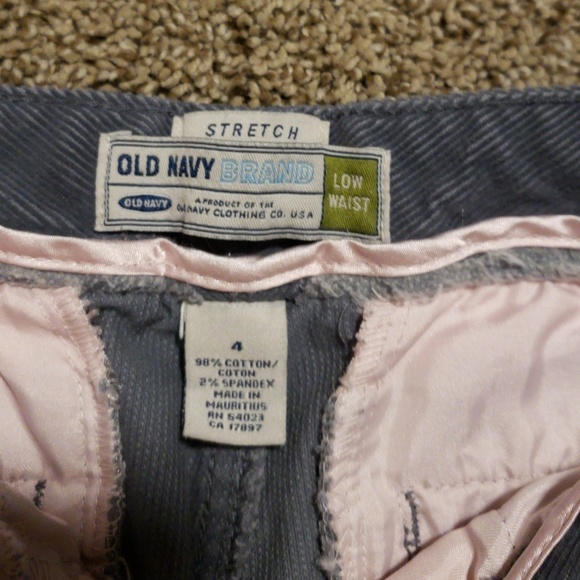 STRETCH
OLD NAVY BRAND
LOW WAIST
OLD NAVY
A PRODUCT OF THE
OLD NAVY CLOTHING CO. USA
4
98% COTTON/
COTON
2% SPANDEX
MADE IN
MAURITIUS
RN 54023
CA 17897